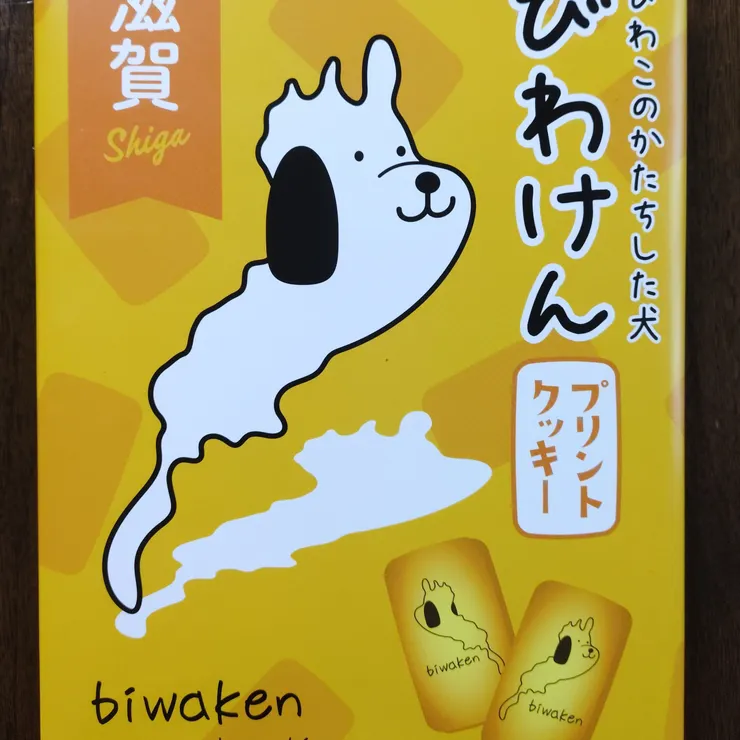 滋賀
Shiga
びわこのかたちした犬
びわけん
プリント
クッキー
biwaken
biwaken
biwaken